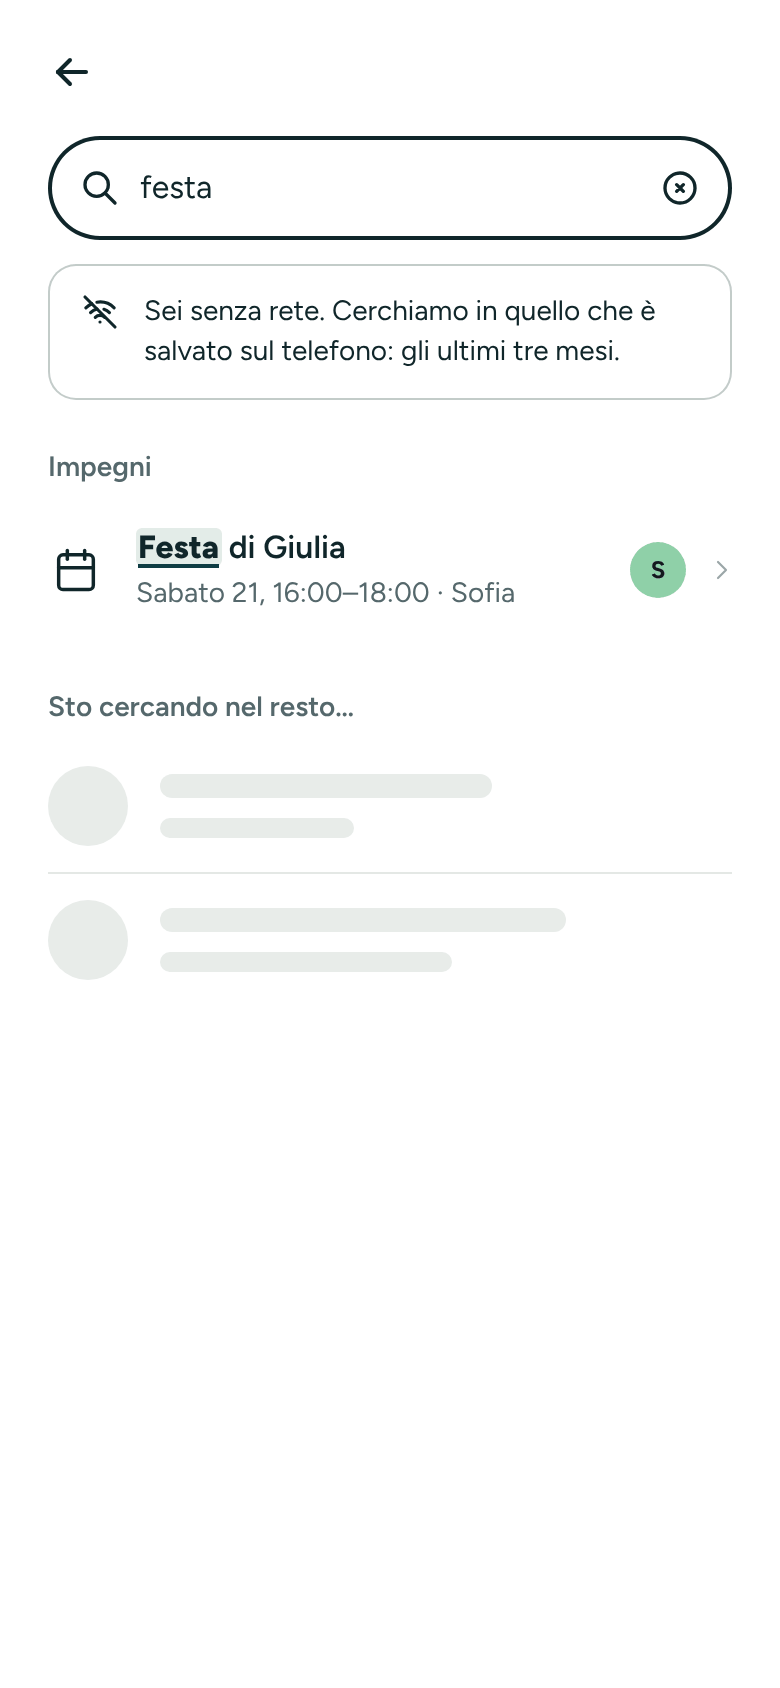 festa
Sei senza rete. Cerchiamo in quello che è
salvato sul telefono: gli ultimi tre mesi.
Impegni
Festa di Giulia
Sabato 21, 16:00–18:00 · Sofia
S
Sto cercando nel resto…